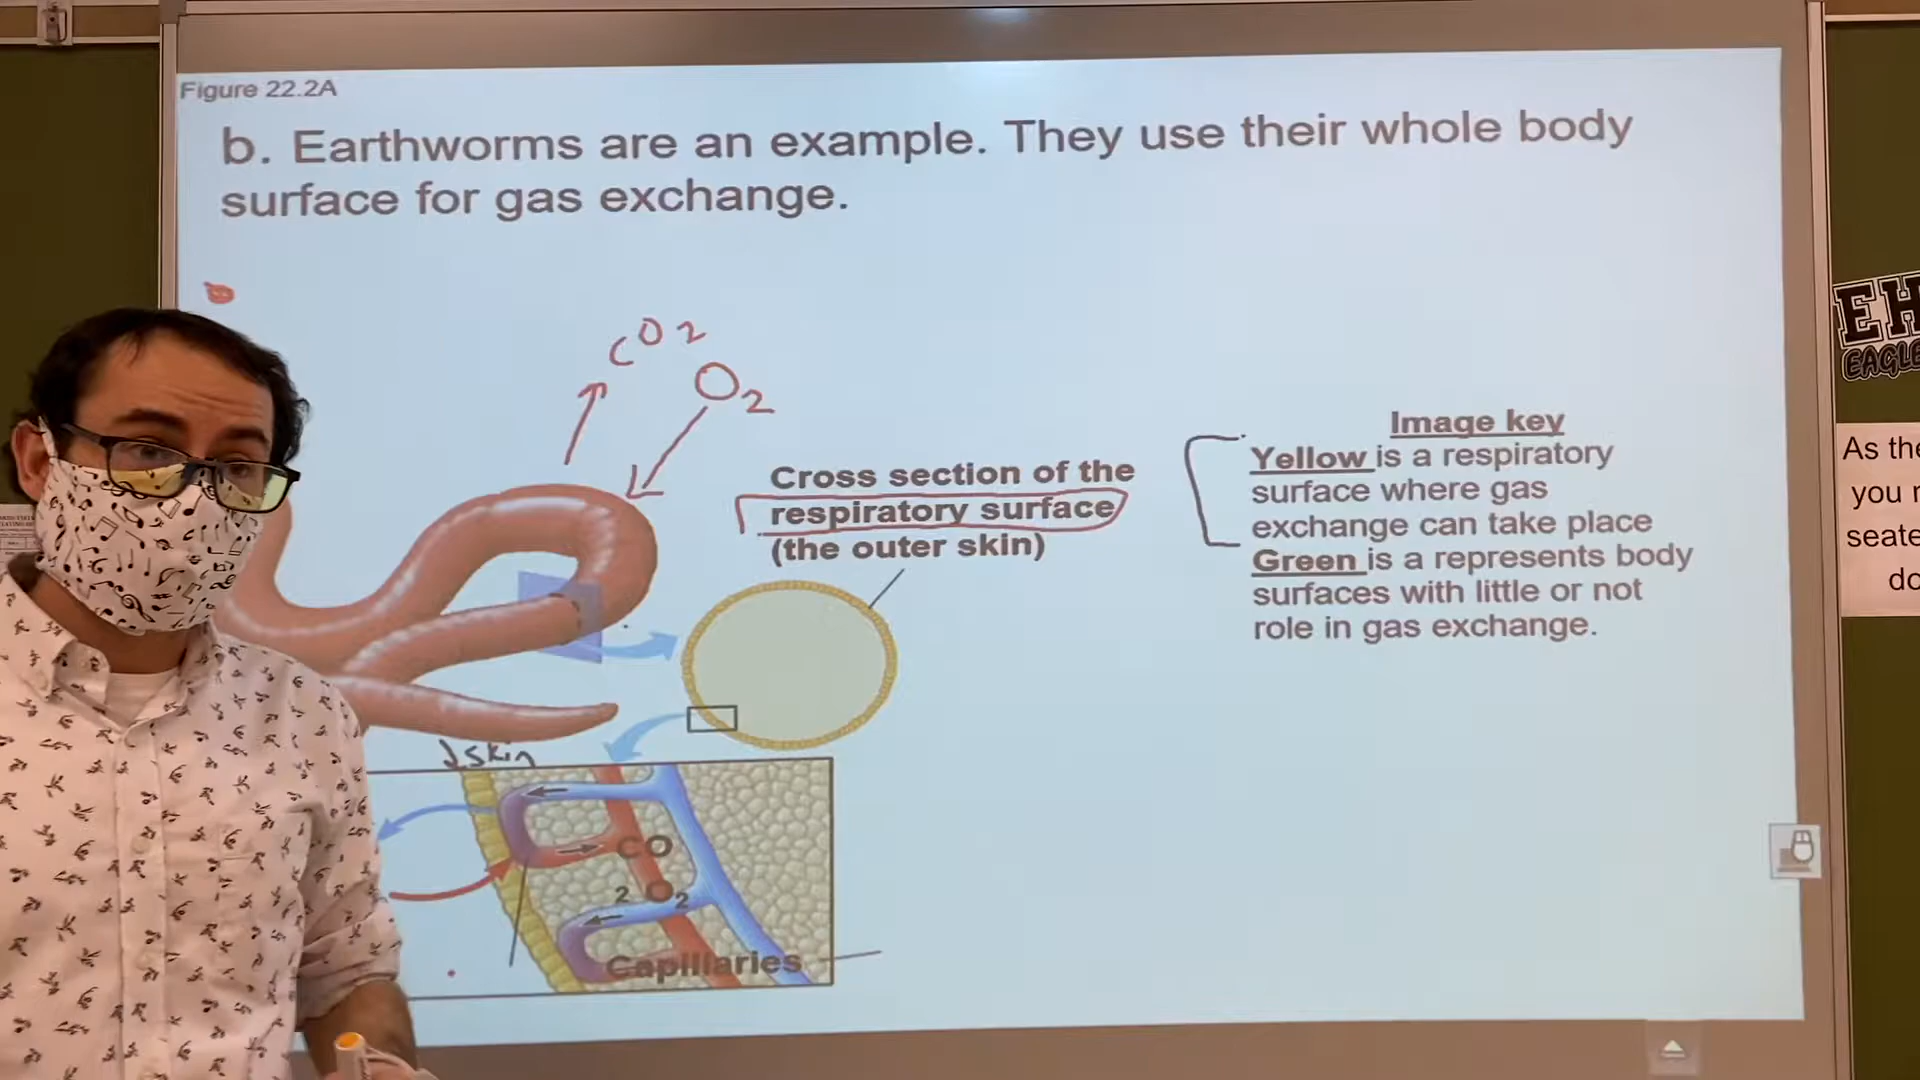 Figure 22.2A
b. Earthworms are an example. They use their whole body
surface for gas exchange.
CO2
O2
Cross section of the
respiratory surface
(the outer skin)
Image key
Yellow is a respiratory
surface where gas
exchange can take place
Green is a represents body
surfaces with little or not
role in gas exchange.
skin
CO
2 O2
Capillaries
EH
EAGLE
As the
you
seate
do